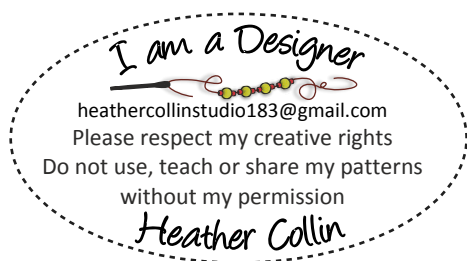 I am a Designer
heathercollinstudio183@gmail.com
Please respect my creative rights
Do not use, teach or share my patterns
without my permission
Heather Collin